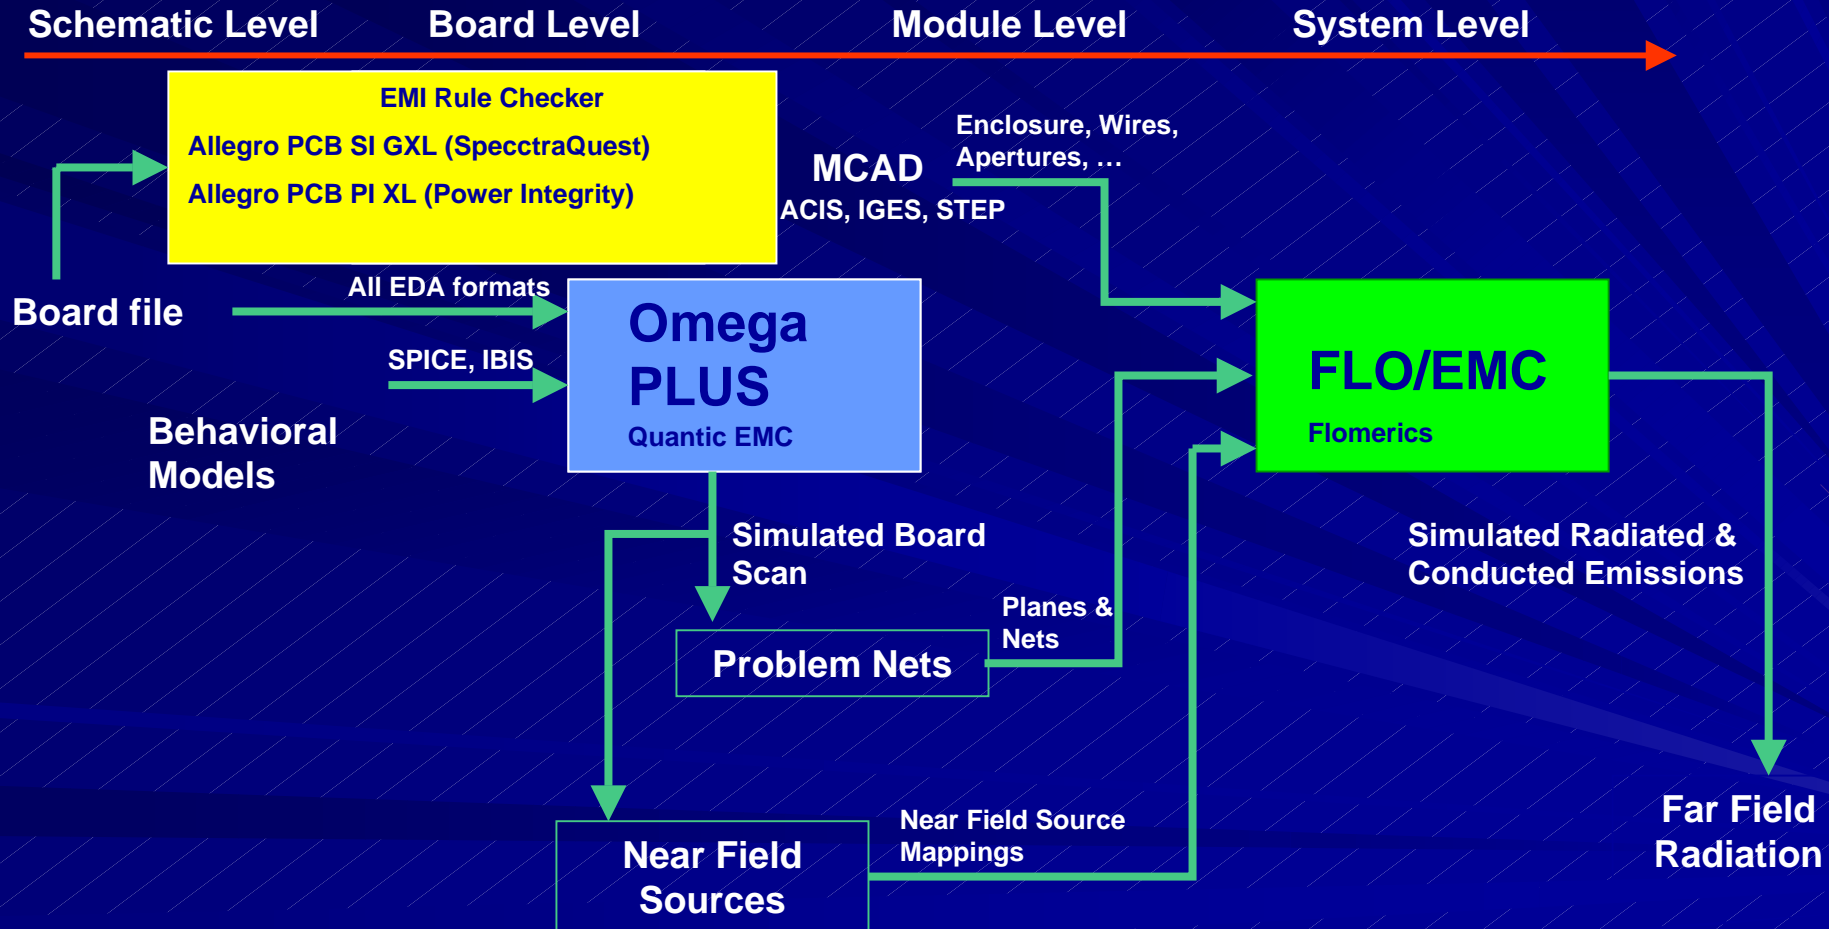 Schematic Level Board Level Module Level System Level
EMI Rule Checker
Allegro PCB SI GXL (SpecctraQuest)
Allegro PCB PI XL (Power Integrity)
MCAD
ACIS, IGES, STEP
Enclosure, Wires,
Apertures, …
Board file
All EDA formats
SPICE, IBIS
Behavioral
Models
Omega
PLUS
Quantic EMC
FLO/EMC
Flomerics
Simulated Board
Scan
Problem Nets
Planes &
Nets
Simulated Radiated &
Conducted Emissions
Near Field
Sources
Near Field Source
Mappings
Far Field
Radiation